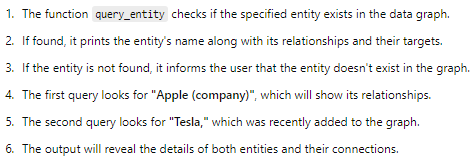 1. The function query_entity checks if the specified entity exists in the data graph.
2. If found, it prints the entity's name along with its relationships and their targets.
3. If the entity is not found, it informs the user that the entity doesn't exist in the graph.
4. The first query looks for "Apple (company)", which will show its relationships.
5. The second query looks for "Tesla," which was recently added to the graph.
6. The output will reveal the details of both entities and their connections.